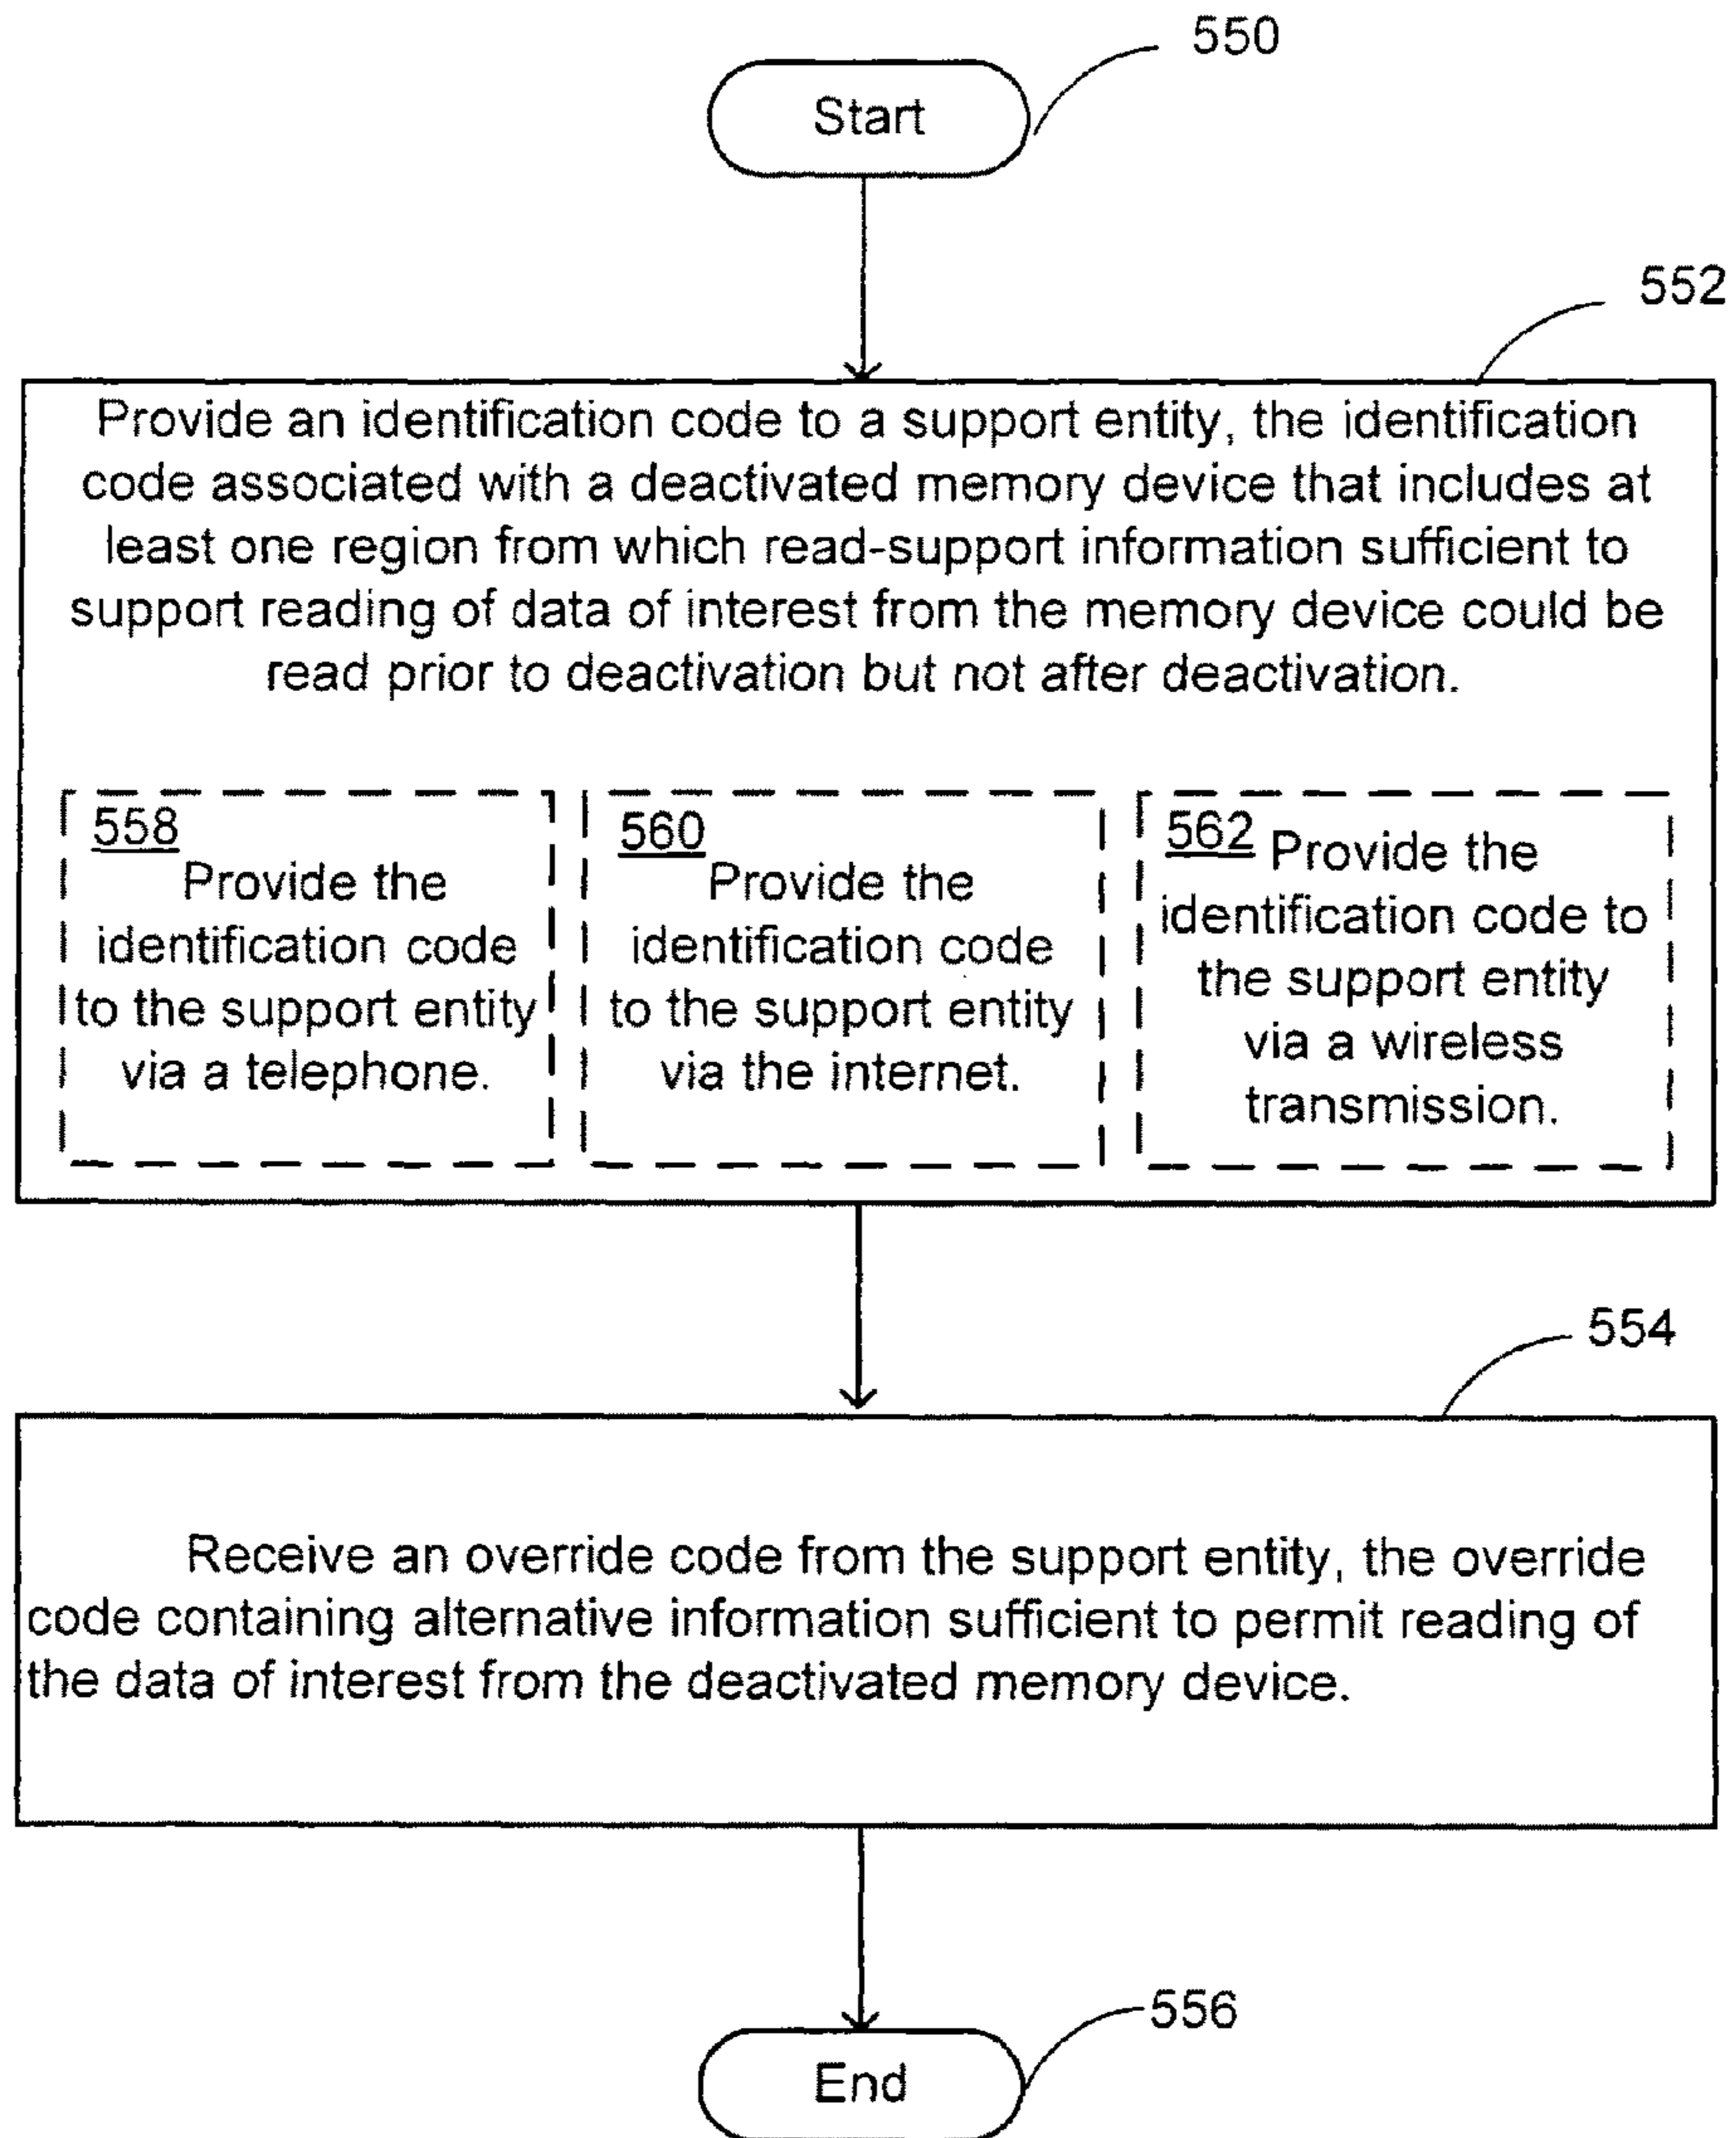 550
Start
552
Provide an identification code to a support entity, the identification
code associated with a deactivated memory device that includes at
least one region from which read-support information sufficient to
support reading of data of interest from the memory device could be
read prior to deactivation but not after deactivation.
558
Provide the
identification code
to the support entity
via a telephone.
560
Provide the
identification code
to the support entity
via the internet.
562 Provide the
identification code to
the support entity
via a wireless
transmission.
554
Receive an override code from the support entity, the override
code containing alternative information sufficient to permit reading of
the data of interest from the deactivated memory device.
556
End